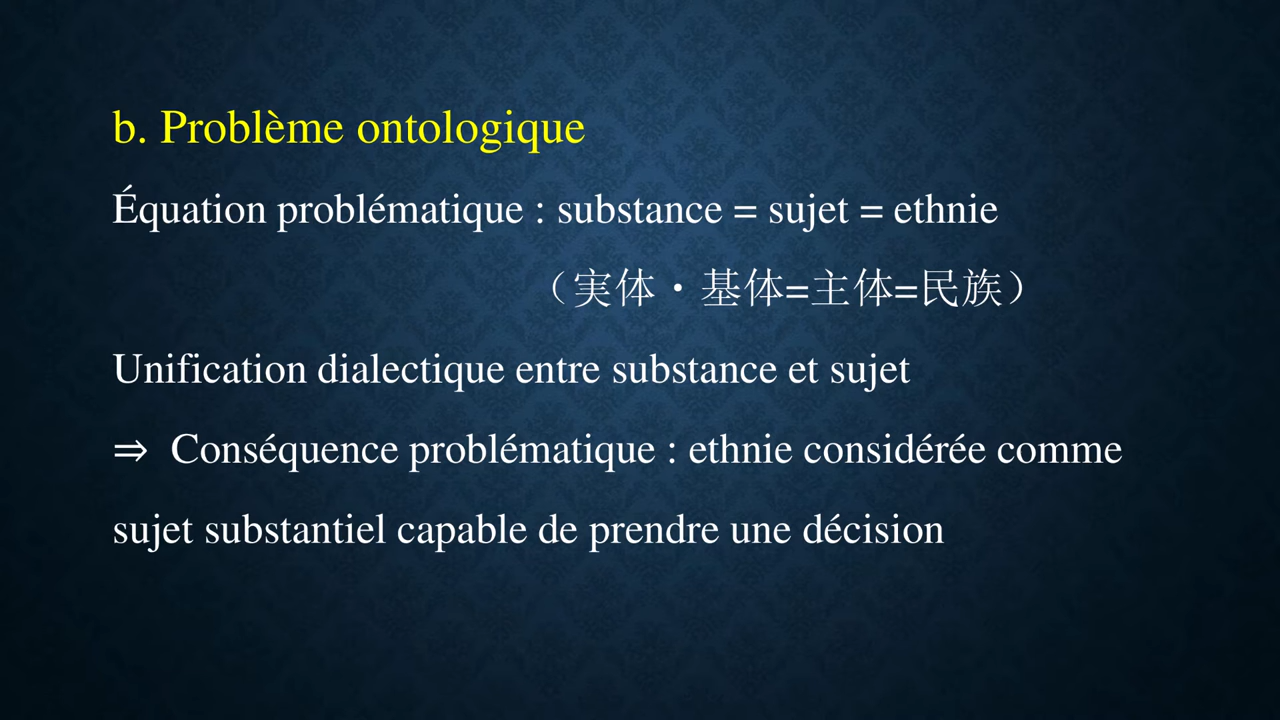 b. Problème ontologique
Équation problématique : substance = sujet = ethnie
（実体・基体=主体=民族）
Unification dialectique entre substance et sujet
⇒ Conséquence problématique : ethnie considérée comme
sujet substantiel capable de prendre une décision